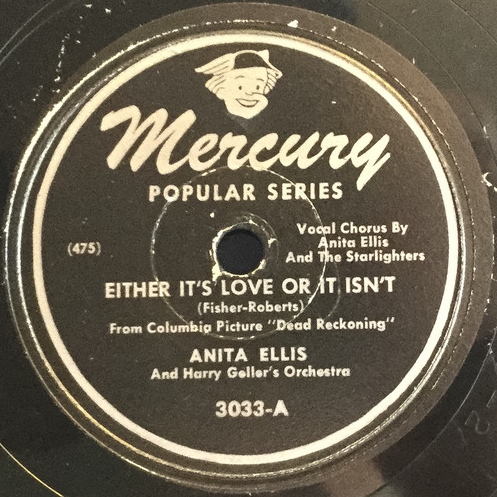 Mercury
POPULAR SERIES
Vocal Chorus By
(475)
Anita Ellis
And The Starlighters
EITHER IT'S LOVE OR IT ISN'T
(Fisher-Roberts)
From Columbia Picture "Dead Reckoning"
ANITA ELLIS
And Harry Geller's Orchestra
3033-A